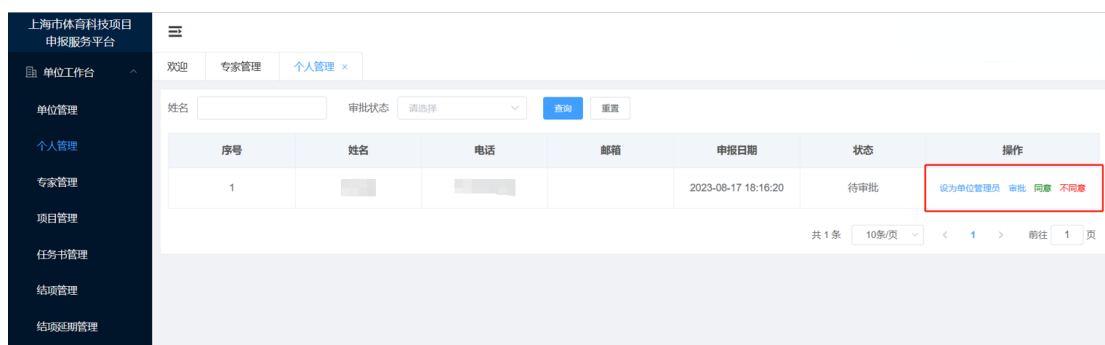 上海市体育科技项目
申报服务平台
单位工作台
单位管理
个人管理
专家管理
项目管理
任务书管理
结项管理
结项延期管理
欢迎 专家管理 个人管理 ×
姓名 审批状态 请选择 查询 重置
序号 姓名 电话 邮箱 申报日期 状态 操作
1 2023-08-17 18:16:20 待审批 设为单位管理员 审批 同意 不同意
共 1 条 10条/页 < 1 > 前往 1 页